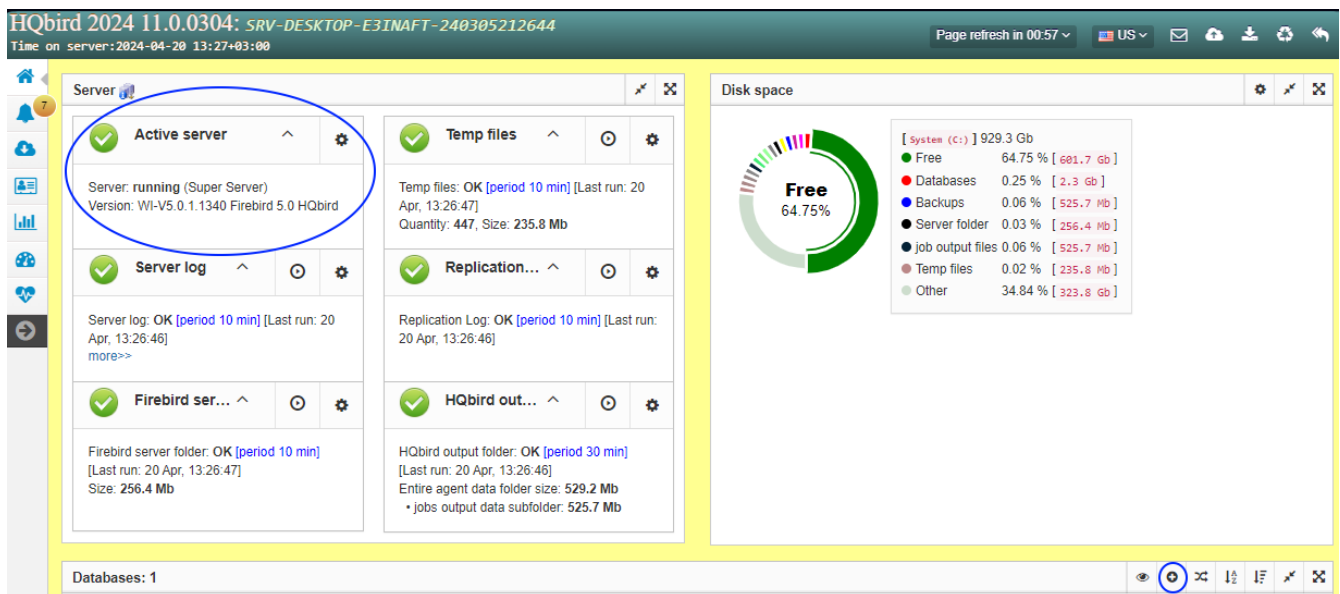 HQbird 2024 11.0.0304: SRV-DESKTOP-E3INAFT-240305212644
Time on server:2024-04-20 13:27+03:00
Page refresh in 00:57
US
7
Server
Active server
Server: running (Super Server)
Version: WI-V5.0.1.1340 Firebird 5.0 HQbird
Temp files
Temp files: OK [period 10 min] [Last run: 20
Apr, 13:26:47]
Quantity: 447, Size: 235.8 Mb
Server log
Server log: OK [period 10 min] [Last run: 20
Apr, 13:26:46]
more>>
Replication...
Replication Log: OK [period 10 min] [Last run:
20 Apr, 13:26:46]
Firebird ser...
Firebird server folder: OK [period 10 min]
[Last run: 20 Apr, 13:26:47]
Size: 256.4 Mb
HQbird out...
HQbird output folder: OK [period 30 min]
[Last run: 20 Apr, 13:26:46]
Entire agent data folder size: 529.2 Mb
• jobs output data subfolder: 525.7 Mb
Disk space
Free
64.75%
[ System (C:) ] 929.3 Gb
Free 64.75 % [ 601.7 Gb ]
Databases 0.25 % [ 2.3 Gb ]
Backups 0.06 % [ 525.7 Mb ]
Server folder 0.03 % [ 256.4 Mb ]
job output files 0.06 % [ 525.7 Mb ]
Temp files 0.02 % [ 235.8 Mb ]
Other 34.84 % [ 323.8 Gb ]
Databases: 1